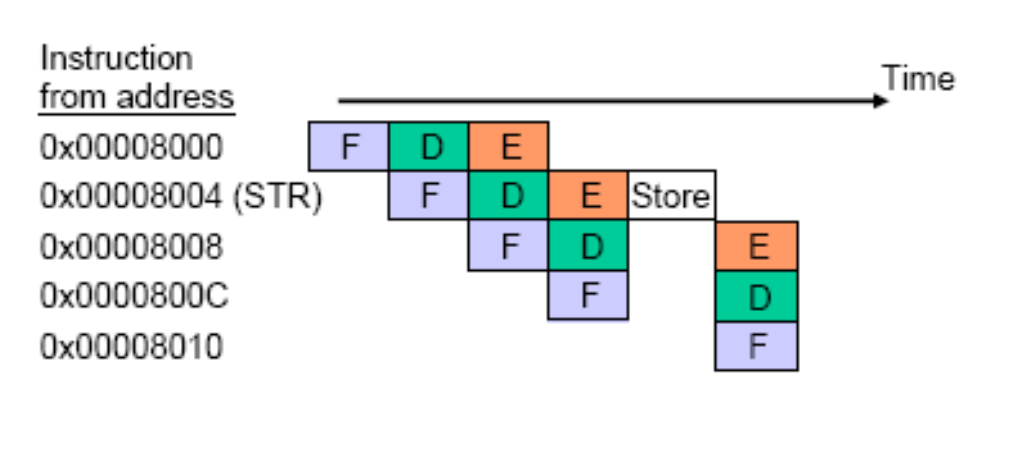 Instruction
from address
Time
0x00008000 F D E
0x00008004 (STR) F D E Store
0x00008008 F D E
0x0000800C F D
0x00008010 F